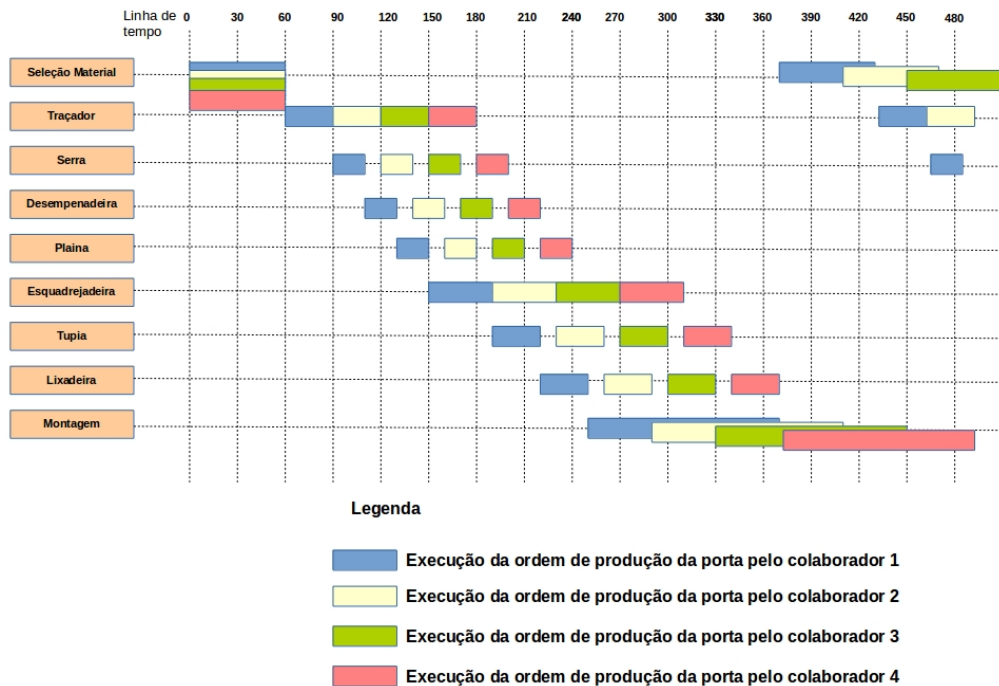 Linha de tempo 0 30 60 90 120 150 180 210 240 270 300 330 360 390 420 450 480
Seleção Material
Traçador
Serra
Desempenadeira
Plaina
Esquadrejadeira
Tupia
Lixadeira
Montagem
Legenda
Execução da ordem de produção da porta pelo colaborador 1
Execução da ordem de produção da porta pelo colaborador 2
Execução da ordem de produção da porta pelo colaborador 3
Execução da ordem de produção da porta pelo colaborador 4